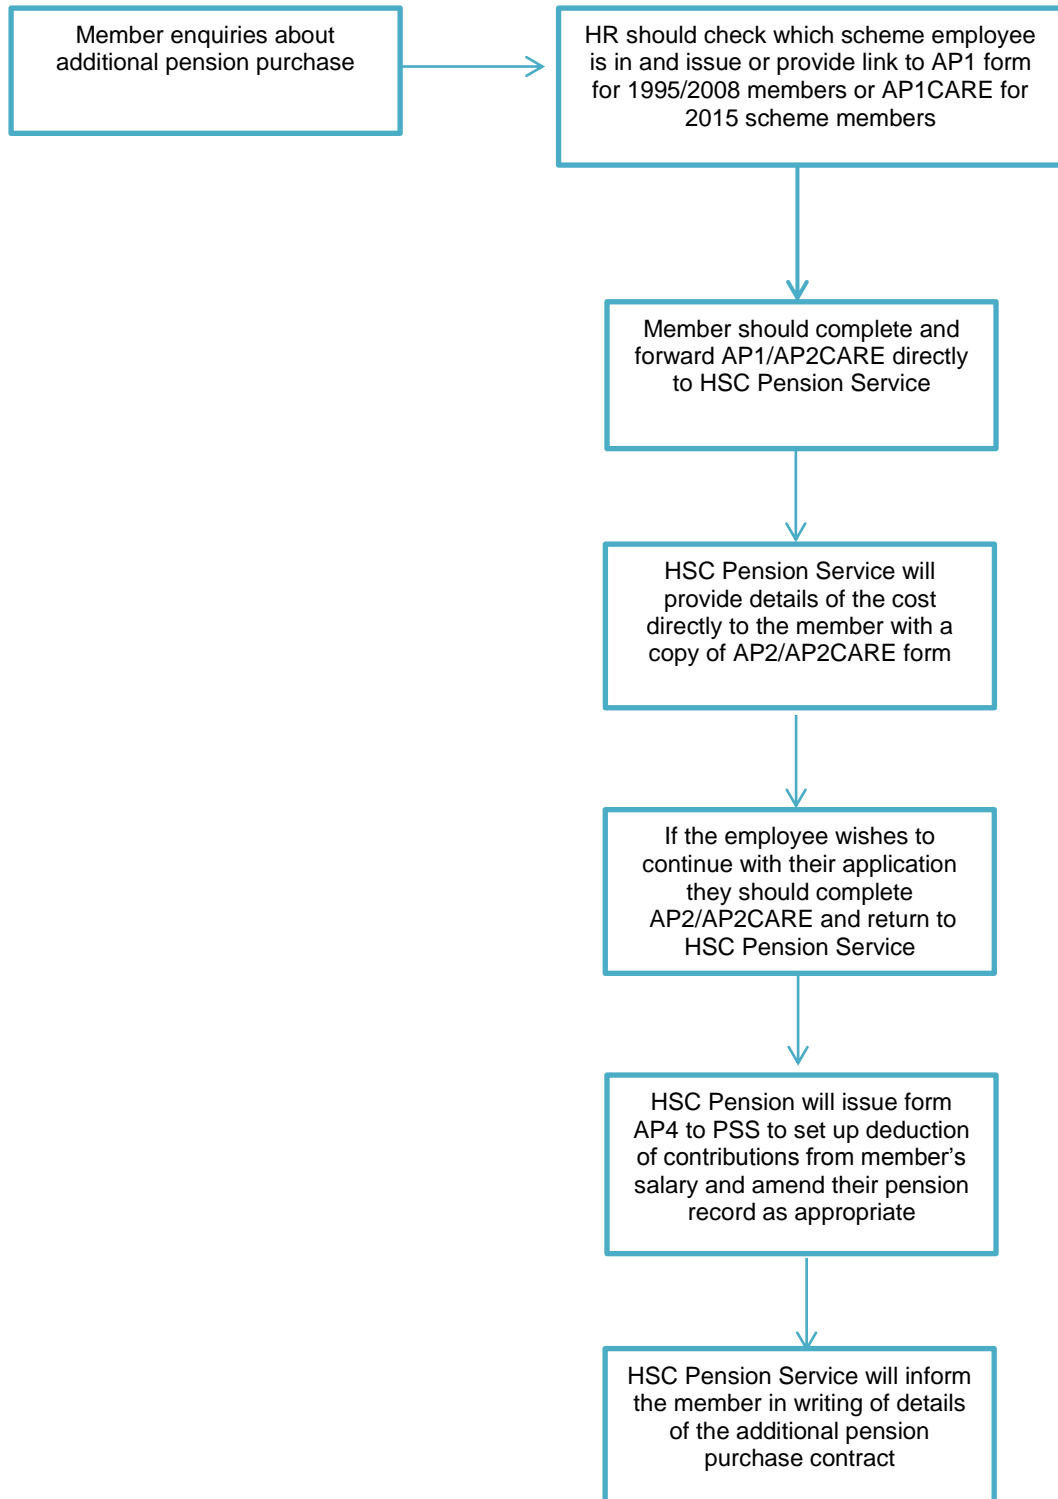 Member enquiries about
additional pension purchase
HR should check which scheme employee
is in and issue or provide link to AP1 form
for 1995/2008 members or AP1CARE for
2015 scheme members
Member should complete and
forward AP1/AP2CARE directly
to HSC Pension Service
HSC Pension Service will
provide details of the cost
directly to the member with a
copy of AP2/AP2CARE form
If the employee wishes to
continue with their application
they should complete
AP2/AP2CARE and return to
HSC Pension Service
HSC Pension will issue form
AP4 to PSS to set up deduction
of contributions from member’s
salary and amend their pension
record as appropriate
HSC Pension Service will inform
the member in writing of details
of the additional pension
purchase contract